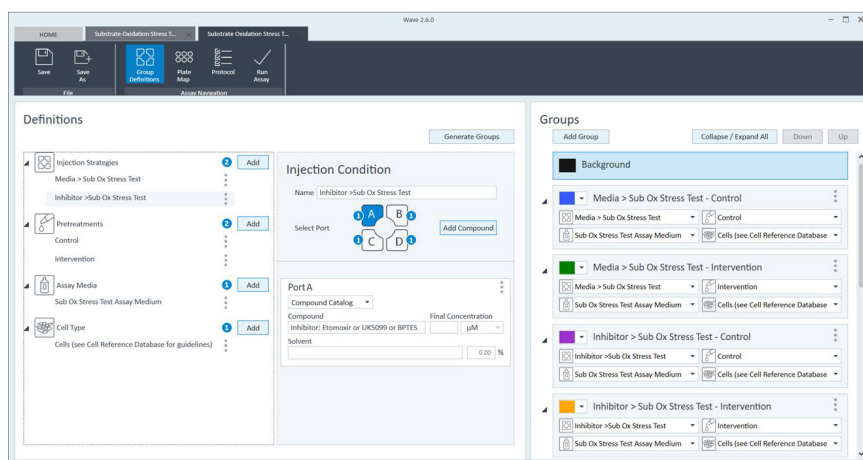 Wave 2.6.0
HOME
Substrate Oxidation Stress T...
Substrate Oxidation Stress T...
Save
Save As
Group Definitions
Plate Map
Protocol
Run Assay
File
Assay Navigation
Definitions
Generate Groups
Injection Strategies 2 Add
Media > Sub Ox Stress Test
Inhibitor >Sub Ox Stress Test
Pretreatments 2 Add
Control
Intervention
Assay Media 1 Add
Sub Ox Stress Test Assay Medium
Cell Type 1 Add
Cells (see Cell Reference Database for guidelines)
Injection Condition
Name Inhibitor >Sub Ox Stress Test
Select Port
1 A B 1
1 C D 1
Add Compound
Port A
Compound Catalog
Compound Final Concentration
Inhibitor: Etomoxir or UK5099 or BPTES µM
Solvent
0.00 %
Groups
Add Group Collapse / Expand All Down Up
Background
Media > Sub Ox Stress Test - Control
Media > Sub Ox Stress Test Control
Sub Ox Stress Test Assay Medium Cells (see Cell Reference Database
Media > Sub Ox Stress Test - Intervention
Media > Sub Ox Stress Test Intervention
Sub Ox Stress Test Assay Medium Cells (see Cell Reference Database
Inhibitor > Sub Ox Stress Test - Control
Inhibitor >Sub Ox Stress Test Control
Sub Ox Stress Test Assay Medium Cells (see Cell Reference Database
Inhibitor > Sub Ox Stress Test - Intervention
Inhibitor >Sub Ox Stress Test Intervention
Sub Ox Stress Test Assay Medium Cells (see Cell Reference Database